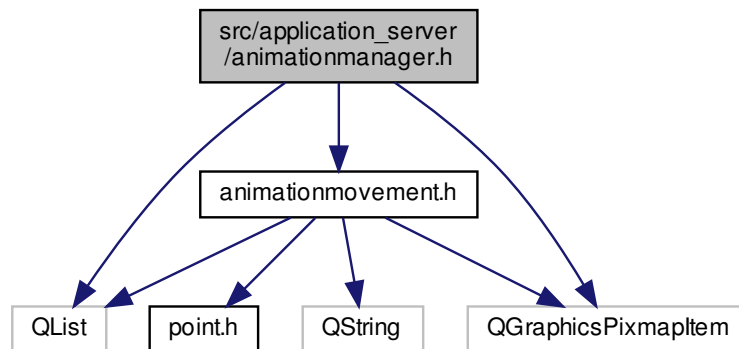 src/application_server
/animationmanager.h
animationmovement.h
QList
point.h
QString
QGraphicsPixmapItem